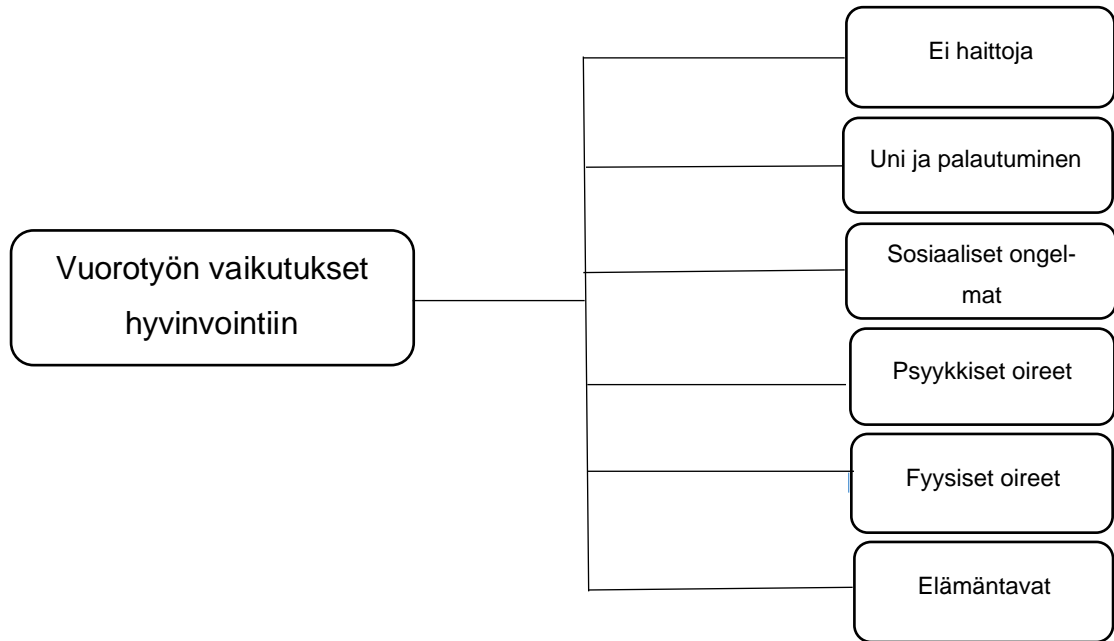 Vuorotyön vaikutukset
hyvinvointiin
Ei haittoja
Uni ja palautuminen
Sosiaaliset ongel-
mat
Psyykkiset oireet
Fyysiset oireet
Elämäntavat